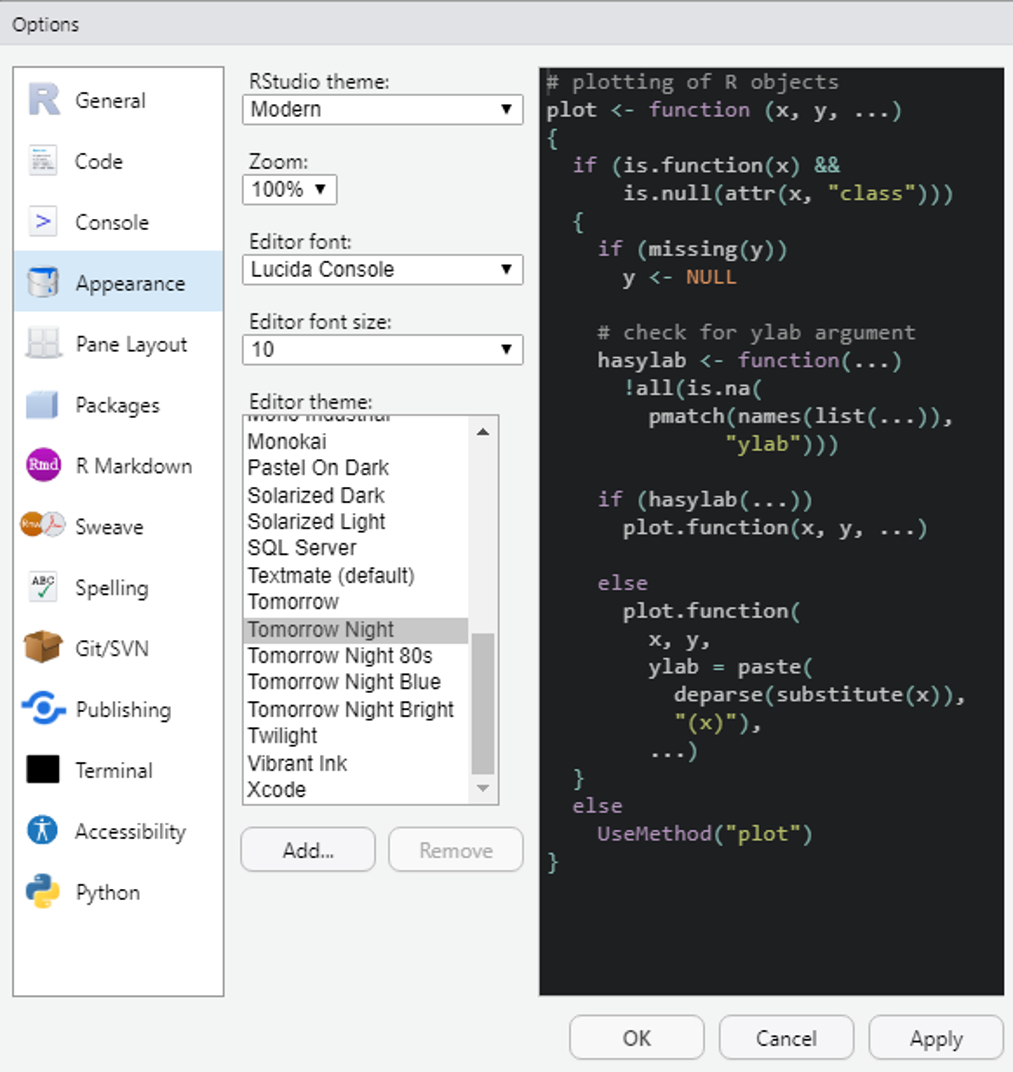 Options
General
Code
Console
Appearance
Pane Layout
Packages
Rmd
R Markdown
Rnw
Sweave
ABC
Spelling
Git/SVN
Publishing
Terminal
Accessibility
Python
RStudio theme:
Modern
Zoom:
100%
Editor font:
Lucida Console
Editor font size:
10
Editor theme:
Mono Industrial
Monokai
Pastel On Dark
Solarized Dark
Solarized Light
SQL Server
Textmate (default)
Tomorrow
Tomorrow Night
Tomorrow Night 80s
Tomorrow Night Blue
Tomorrow Night Bright
Twilight
Vibrant Ink
Xcode
Add...
Remove
# plotting of R objects
plot <- function (x, y, ...)
{
  if (is.function(x) &&
      is.null(attr(x, "class")))
  {
    if (missing(y))
      y <- NULL
    # check for ylab argument
    hasylab <- function(...)
      !all(is.na(
        pmatch(names(list(...)),
              "ylab")))
    if (hasylab(...))
      plot.function(x, y, ...)
    else
      plot.function(
        x, y,
        ylab = paste(
          deparse(substitute(x)),
          "(x)"),
        ...)
  }
  else
    UseMethod("plot")
}
OK
Cancel
Apply